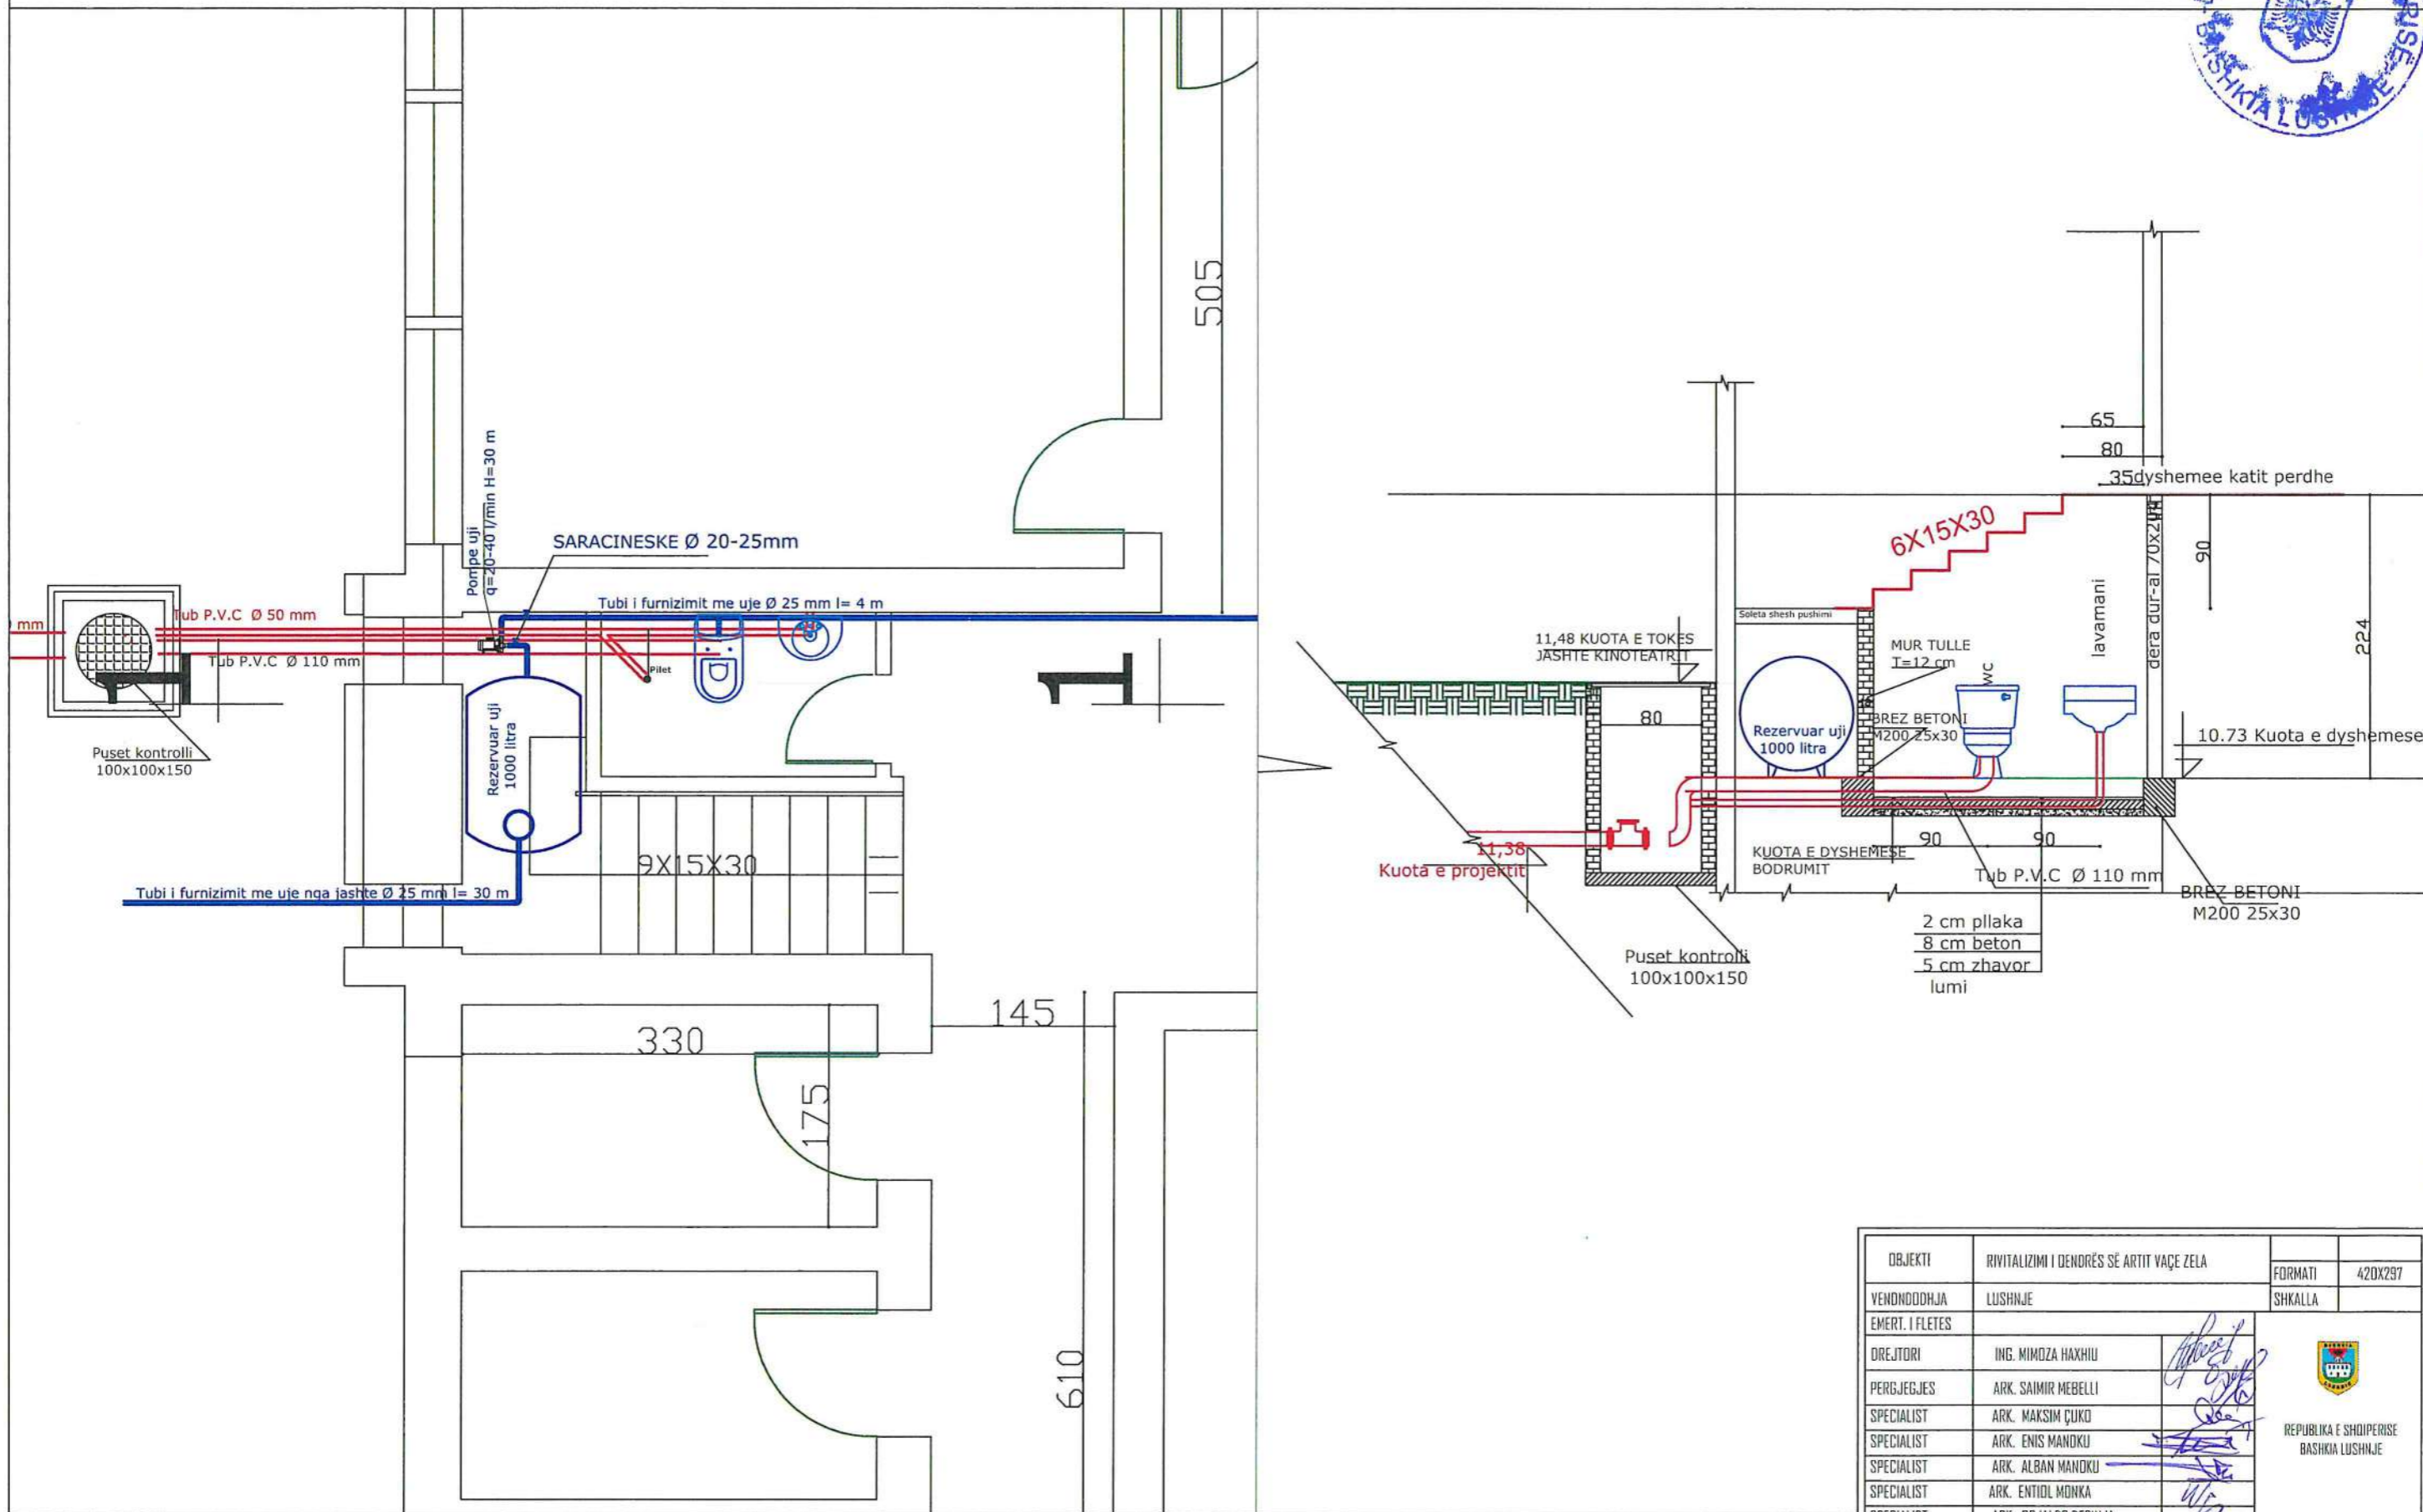 BASHKIA LUSHNJE
505
Pompe uji
q=20-40 l/min H=30 m
SARACINESKE Ø 20-25mm
Tubi i furnizimit me uje Ø 25 mm l= 4 m
mm
Tub P.V.C Ø 50 mm
Tub P.V.C Ø 110 mm
Pilet
Puset kontrolli
100x100x150
Rezervuar uji
1000 litra
9X15X30
Tubi i furnizimit me uje nga jashte Ø 25 mm l= 30 m
330
145
175
610
65
80
35dyshemee katit perdhe
6X15X30
90
224
dera dur-al 70x204
lavamani
Soleta shesh pushimi
11,48 KUOTA E TOKES
JASHTE KINOTEATRIT
MUR TULLE
T=12 cm
WC
80
Rezervuar uji
1000 litra
BREZ BETONI
M200 25x30
10.73 Kuota e dyshemese
11,38
Kuota e projektit
KUOTA E DYSHEMESE
BODRUMIT
90
90
Tub P.V.C Ø 110 mm
BREZ BETONI
M200 25x30
2 cm pllaka
8 cm beton
5 cm zhavor
lumi
Puset kontrolli
100x100x150
OBJEKTI RIVITALIZIMI I QENDRËS SË ARTIT VAÇE ZELA
FORMATI 420X297
VENDNDODHJA LUSHNJE
SHKALLA
EMERT. I FLETES
DREJTORI ING. MIMOZA HAXHIU
PERGJEGJES ARK. SAIMIR MEBELLI
SPECIALIST ARK. MAKSIM ÇUKO
SPECIALIST ARK. ENIS MANOKU
SPECIALIST ARK. ALBAN MANOKU
SPECIALIST ARK. ENTIOL MONKA
REPUBLIKA E SHQIPERISE
BASHKIA LUSHNJE